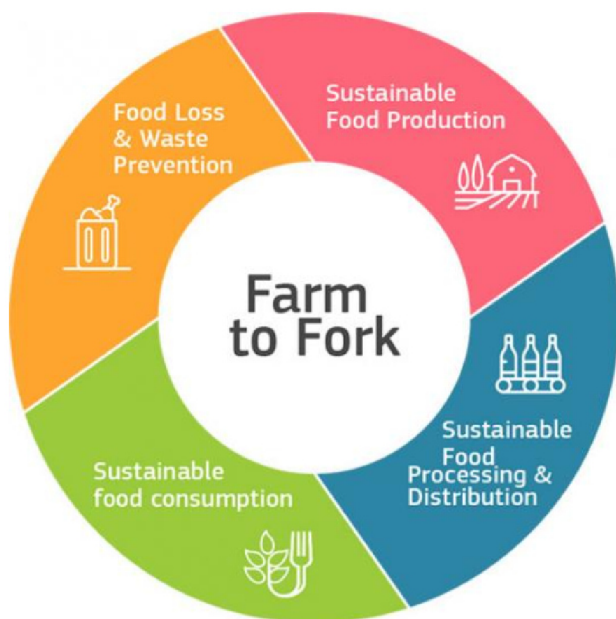 Food Loss
& Waste
Prevention
Sustainable
Food Production
Farm
to Fork
Sustainable
Food
Processing &
Distribution
Sustainable
food consumption